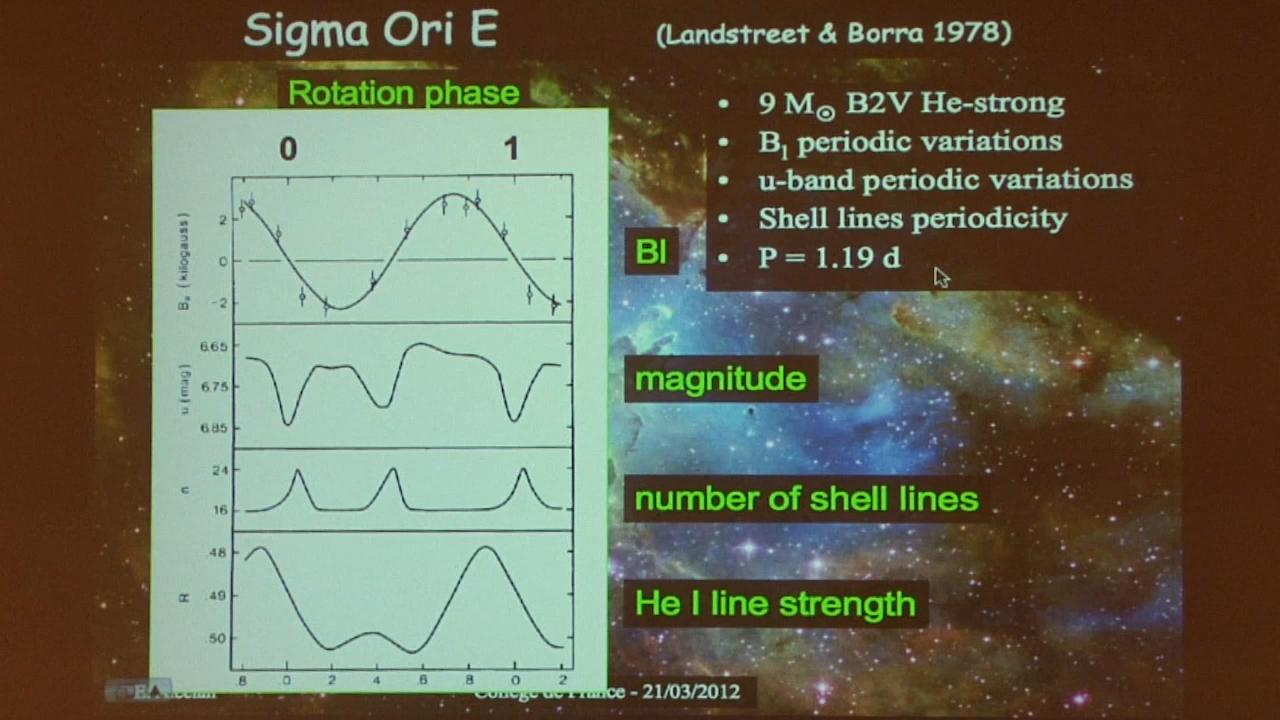 Sigma Ori E
(Landstreet & Borra 1978)
Rotation phase
• 9 M☉ B2V He-strong
• Bl periodic variations
• u-band periodic variations
• Shell lines periodicity
• P = 1.19 d
0 1
Bl
Be (kilogauss)
2
0
-2
magnitude
u (mag)
6.65
6.75
6.85
number of shell lines
n
24
16
He I line strength
R
.48
.49
.50
.8 .0 .2 .4 .6 .8 .0 .2
de France - 21/03/2012